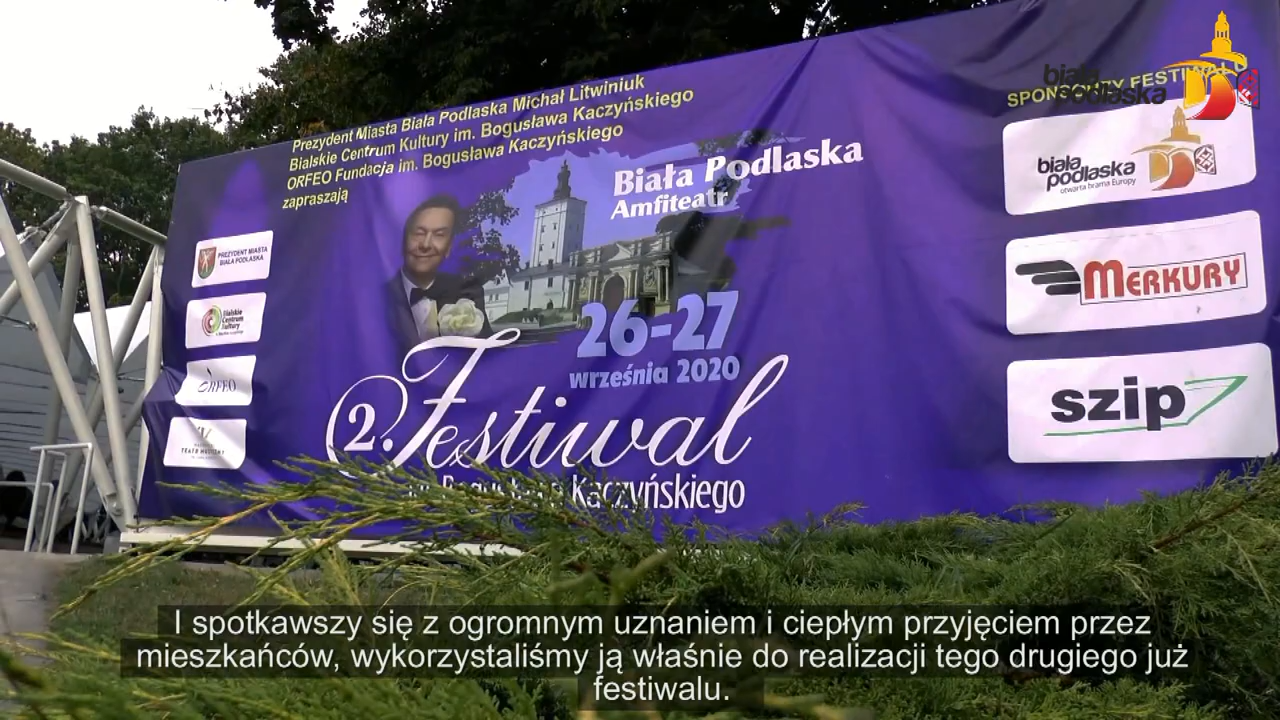 Prezydent Miasta Biała Podlaska Michał Litwiniuk
Bialskie Centrum Kultury im. Bogusława Kaczyńskiego
ORFEO Fundacja im. Bogusława Kaczyńskiego
zapraszają
PREZYDENT MIASTA
BIAŁA PODLASKA
Bialskie
Centrum
Kultury
ORFEO
Biała Podlaska
Amfiteatr
26-27
września 2020
2. Festiwal
Kaczyńskiego
SPONSORZY FESTIWALU
biała
podlaska
biała
podlaska
otwarta brama Europy
MERKURY
szip
I spotkawszy się z ogromnym uznaniem i ciepłym przyjęciem przez
mieszkańców, wykorzystaliśmy ją właśnie do realizacji tego drugiego już
festiwalu.